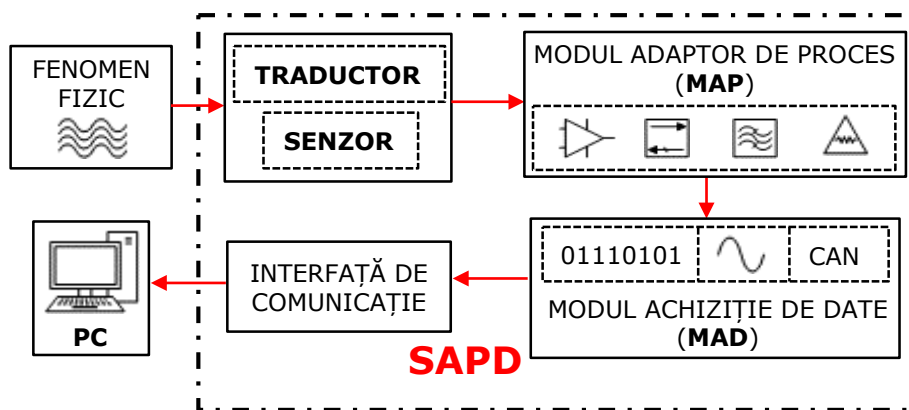 FENOMEN
FIZIC
TRADUCTOR
SENZOR
MODUL ADAPTOR DE PROCES
(MAP)
01110101
CAN
MODUL ACHIZIȚIE DE DATE
(MAD)
INTERFAȚĂ DE
COMUNICAȚIE
PC
SAPD